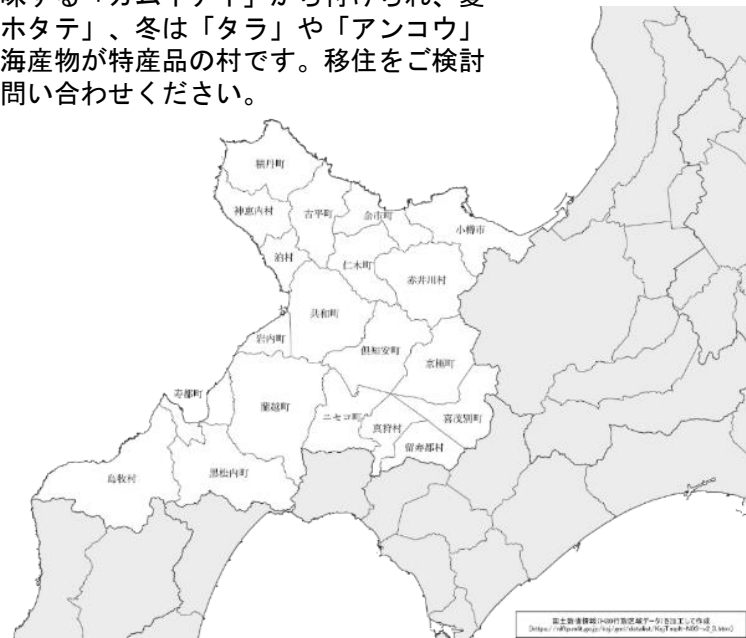 味する「カムイナイ」から付けられ、夏
ホタテ」、冬は「タラ」や「アンコウ」
海産物が特産品の村です。移住をご検討
問い合わせください。
積丹町
神恵内村
古平町
余市町
小樽市
泊村
仁木町
赤井川村
共和町
岩内町
倶知安町
京極町
寿都町
蘭越町
ニセコ町
真狩村
喜茂別町
留寿都村
島牧村
黒松内町